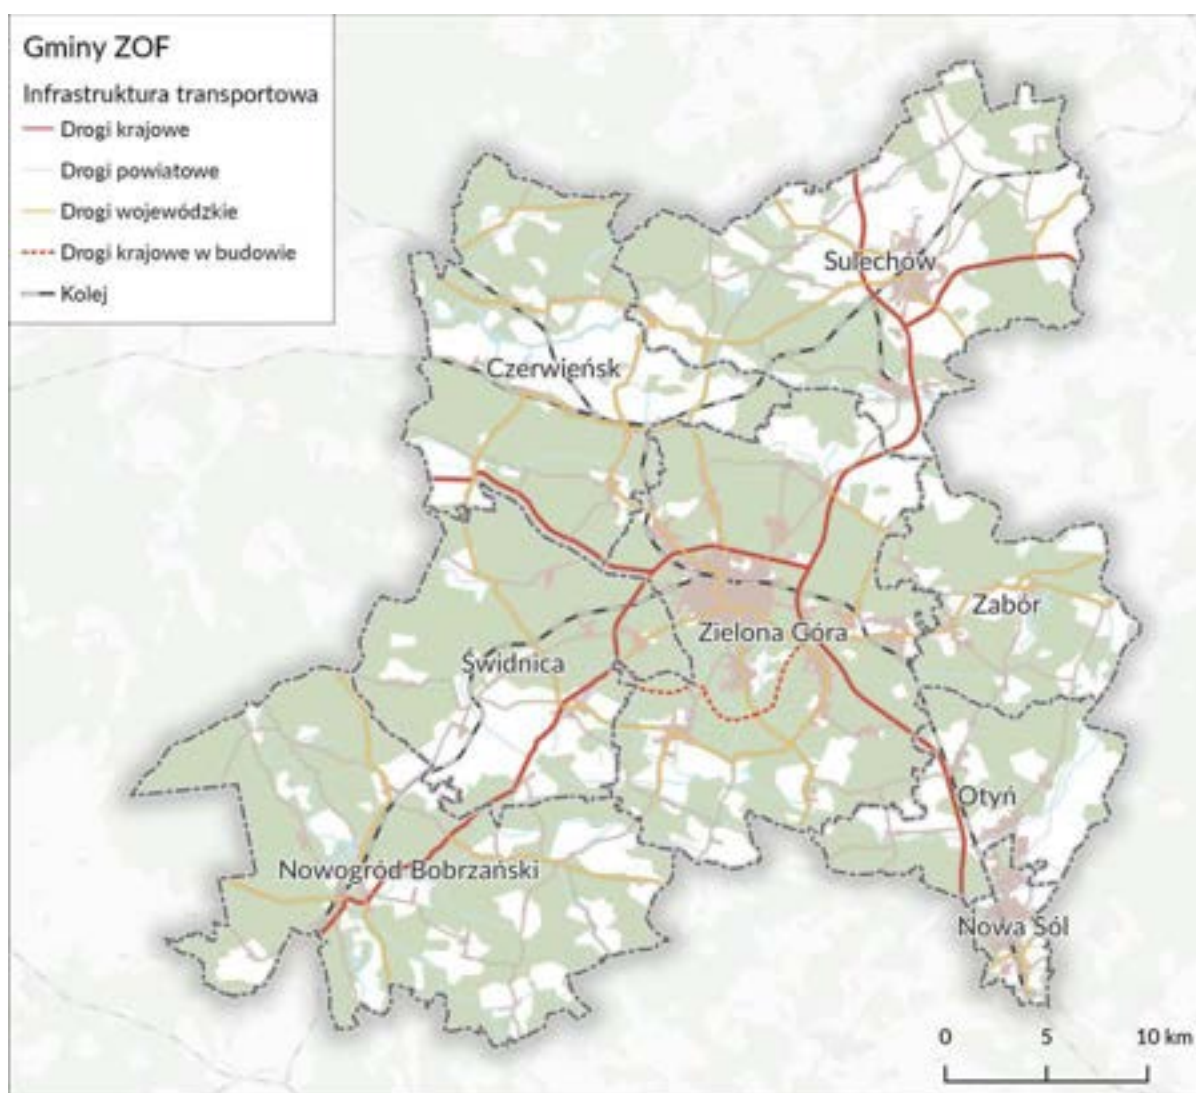 Gminy ZOF
Infrastruktura transportowa
Drogi krajowe
Drogi powiatowe
Drogi wojewódzkie
Drogi krajowe w budowie
Kolej
Sulechów
Czerwieńsk
Zabór
Zielona Góra
Świdnica
Otyń
Nowogród Bobrzański
Nowa Sól
0 5 10 km